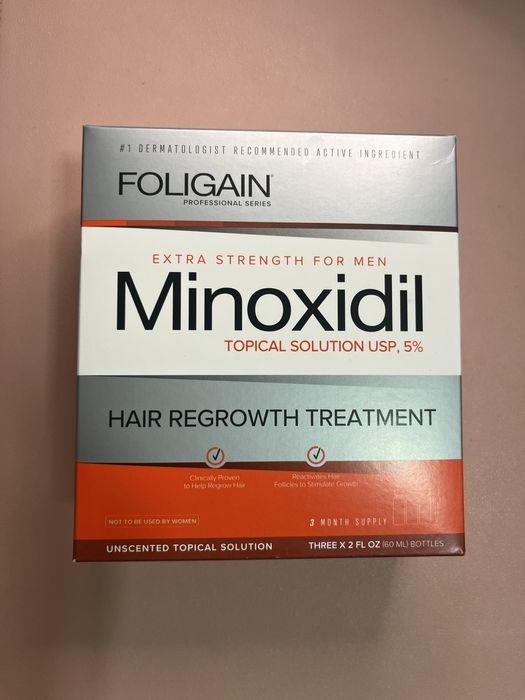 #1 DERMATOLOGIST RECOMMENDED ACTIVE INGREDIENT
FOLIGAIN®
PROFESSIONAL SERIES
EXTRA STRENGTH FOR MEN
Minoxidil
TOPICAL SOLUTION USP, 5%
HAIR REGROWTH TREATMENT
Clinically Proven
to Help Regrow Hair
Reactivates Hair
Follicles to Stimulate Growth
NOT TO BE USED BY WOMEN
3 MONTH SUPPLY
UNSCENTED TOPICAL SOLUTION
THREE X 2 FL OZ (60 ML) BOTTLES